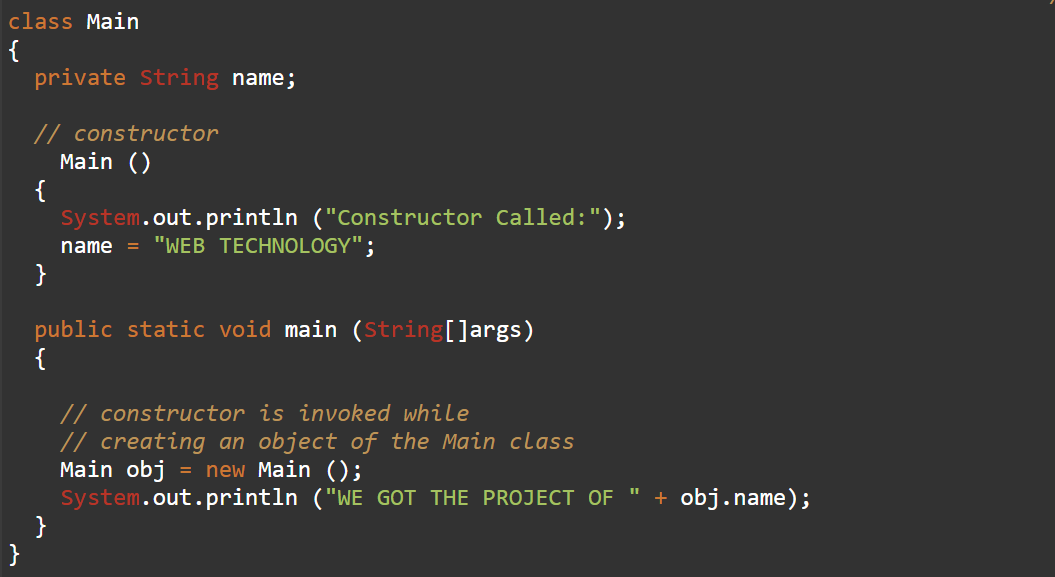 class Main
{
  private String name;

  // constructor
    Main ()
  {
    System.out.println ("Constructor Called:");
    name = "WEB TECHNOLOGY";
  }

  public static void main (String[]args)
  {

    // constructor is invoked while
    // creating an object of the Main class
    Main obj = new Main ();
    System.out.println ("WE GOT THE PROJECT OF " + obj.name);
  }
}